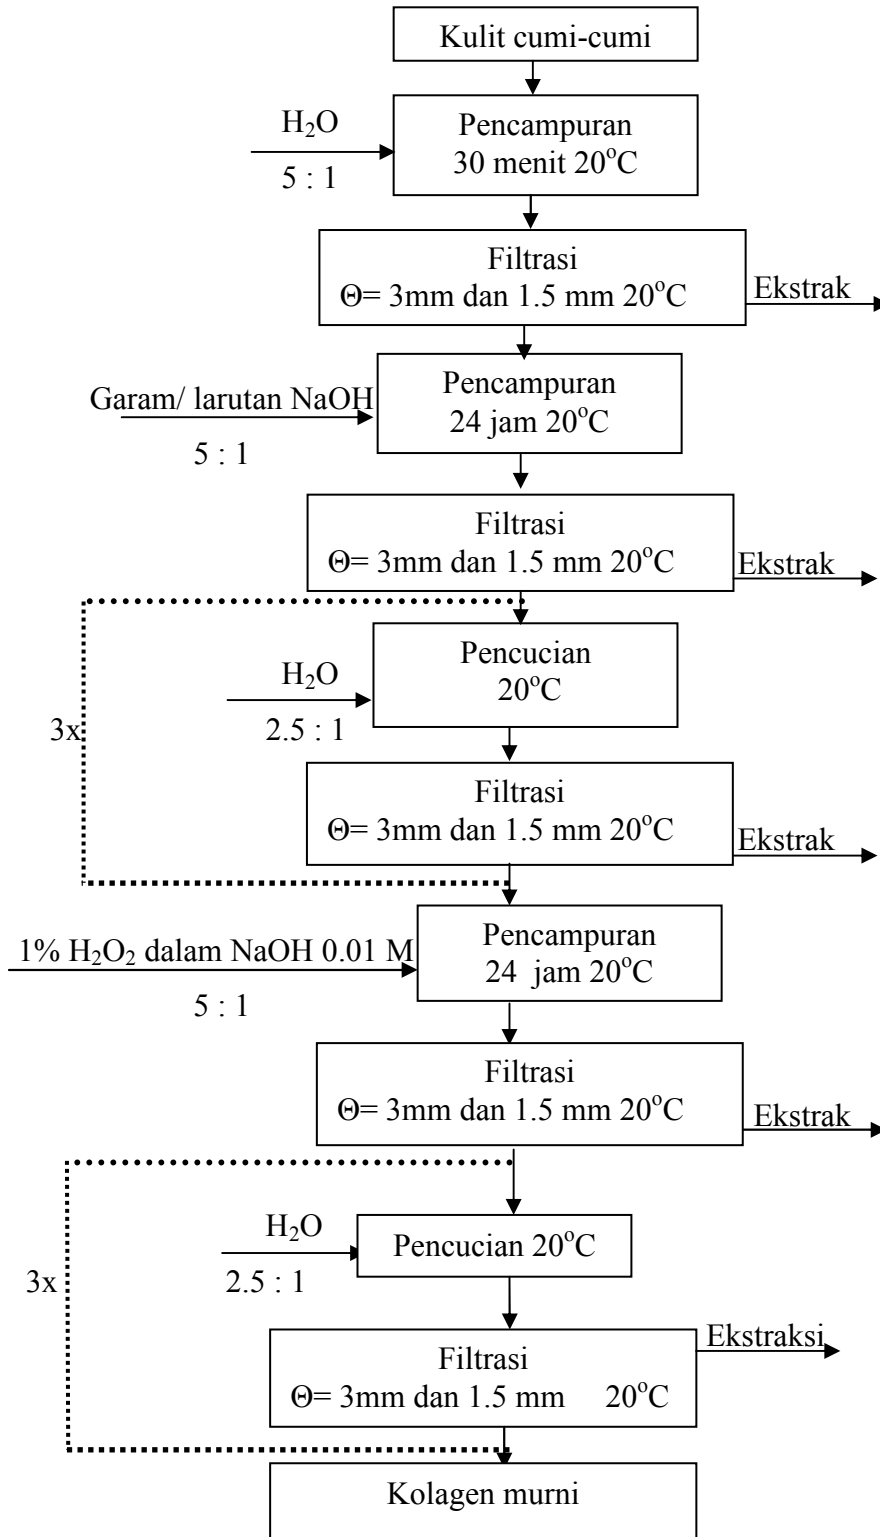 Kulit cumi-cumi
H₂O
5 : 1
Pencampuran
30 menit 20°C
Filtrasi
Θ= 3mm dan 1.5 mm 20°C
Ekstrak
Garam/ larutan NaOH
5 : 1
Pencampuran
24 jam 20°C
Filtrasi
Θ= 3mm dan 1.5 mm 20°C
Ekstrak
3x
H₂O
2.5 : 1
Pencucian
20°C
Filtrasi
Θ= 3mm dan 1.5 mm 20°C
Ekstrak
1% H₂O₂ dalam NaOH 0.01 M
5 : 1
Pencampuran
24 jam 20°C
Filtrasi
Θ= 3mm dan 1.5 mm 20°C
Ekstrak
3x
H₂O
2.5 : 1
Pencucian 20°C
Filtrasi
Θ= 3mm dan 1.5 mm 20°C
Ekstraksi
Kolagen murni